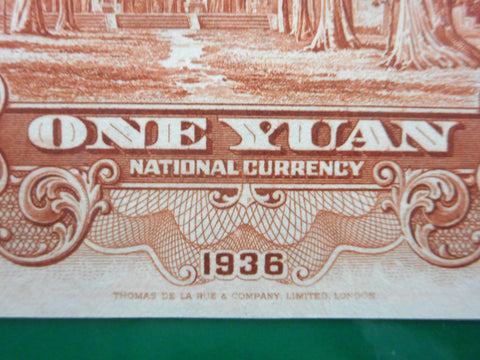 ONE YUAN
NATIONAL CURRENCY
1936
THOMAS DE LA RUE & COMPANY, LIMITED, LONDON.